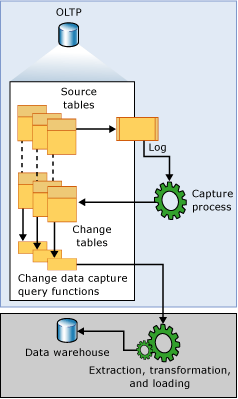 OLTP
Source
tables
Log
Capture
process
Change
tables
Change data capture
query functions
Data warehouse
Extraction, transformation,
and loading